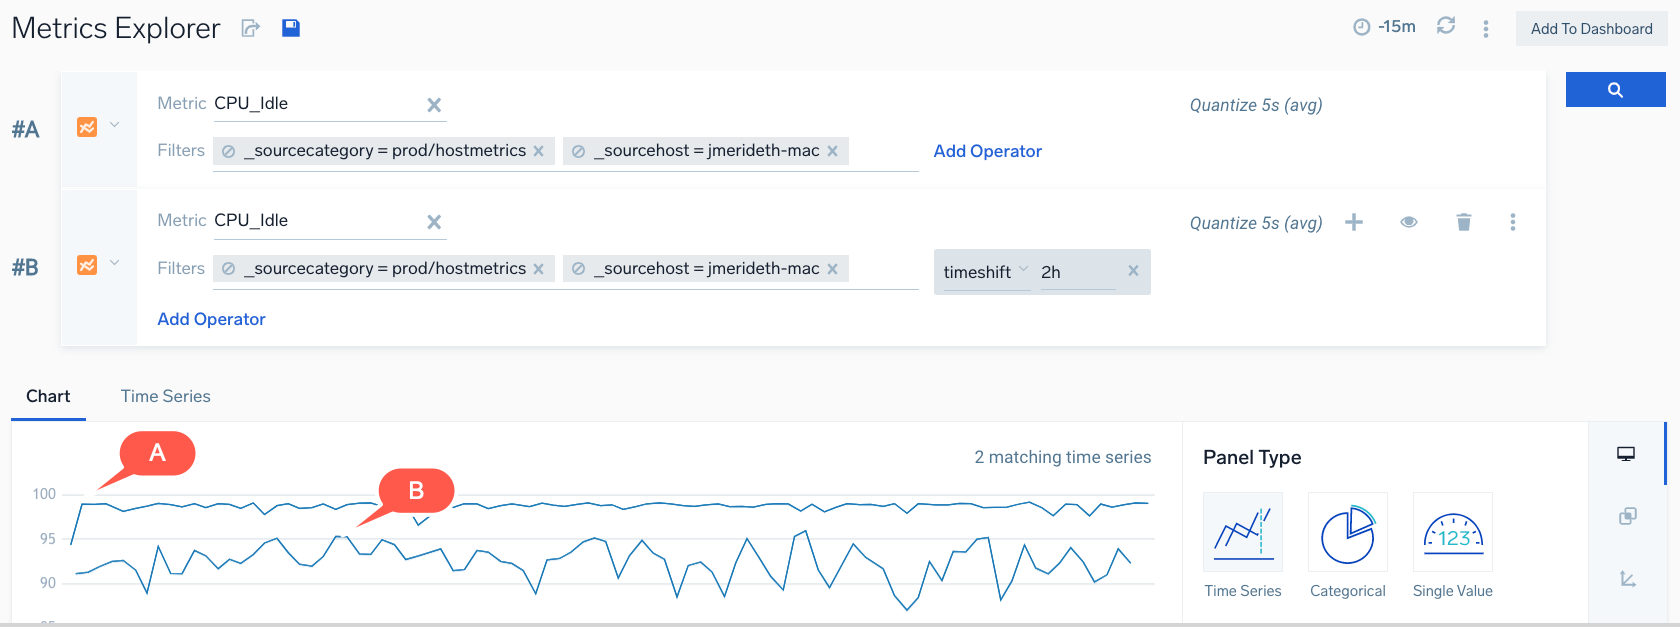 Metrics Explorer
-15m
Add To Dashboard
#A
Metric CPU_Idle
Quantize 5s (avg)
Filters _sourcecategory = prod/hostmetrics _sourcehost = jmerideth-mac Add Operator
#B
Metric CPU_Idle
Quantize 5s (avg)
Filters _sourcecategory = prod/hostmetrics _sourcehost = jmerideth-mac timeshift 2h
Add Operator
Chart Time Series
A
2 matching time series
B
100
95
90
Panel Type
123
Time Series Categorical Single Value